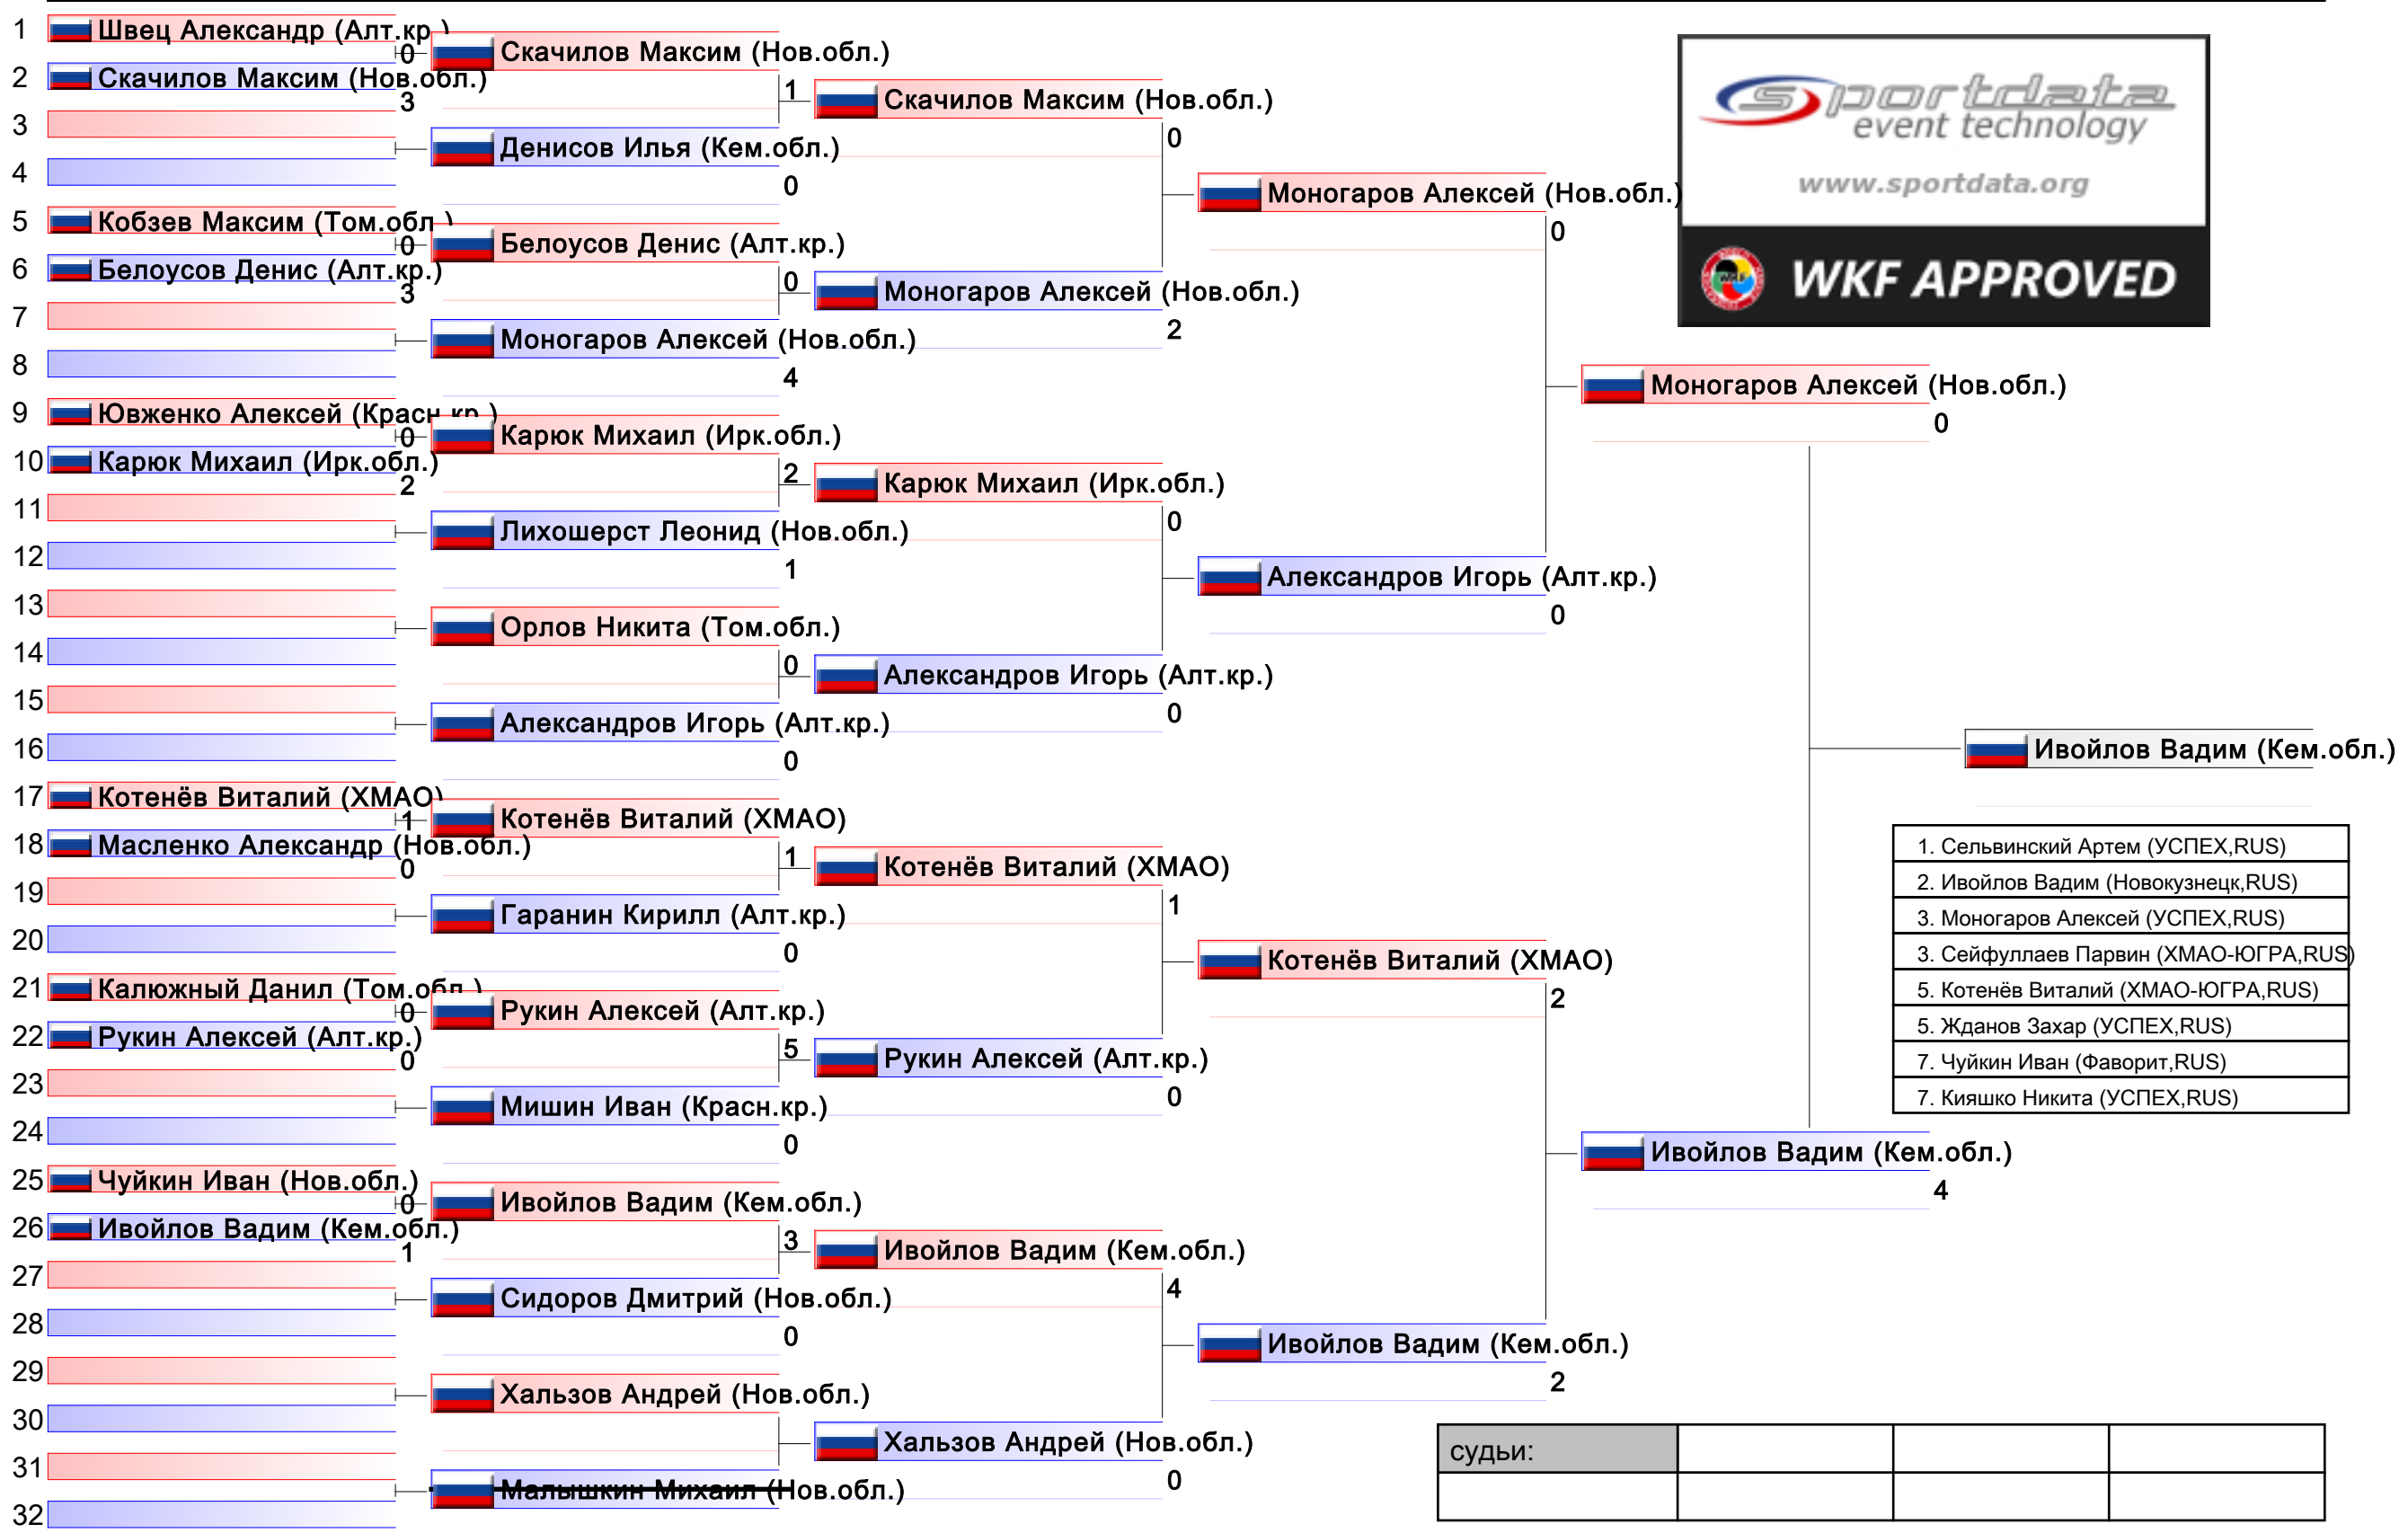 1 Швец Александр (Алт.кр.)
0
2 Скачилов Максим (Нов.обл.)
3
3
4
5 Кобзев Максим (Том.обл.)
0
6 Белоусов Денис (Алт.кр.)
3
7
8
9 Ювженко Алексей (Красн.кр.)
0
10 Карюк Михаил (Ирк.обл.)
2
11
12
13
14
15
16
17 Котенёв Виталий (ХМАО)
1
18 Масленко Александр (Нов.обл.)
0
19
20
21 Калюжный Данил (Том.обл.)
0
22 Рукин Алексей (Алт.кр.)
0
23
24
25 Чуйкин Иван (Нов.обл.)
0
26 Ивойлов Вадим (Кем.обл.)
1
27
28
29
30
31
32
Скачилов Максим (Нов.обл.)
1
Денисов Илья (Кем.обл.)
0
Белоусов Денис (Алт.кр.)
0
Моногаров Алексей (Нов.обл.)
4
Карюк Михаил (Ирк.обл.)
2
Лихошерст Леонид (Нов.обл.)
1
Орлов Никита (Том.обл.)
0
Александров Игорь (Алт.кр.)
0
Котенёв Виталий (ХМАО)
1
Гаранин Кирилл (Алт.кр.)
0
Рукин Алексей (Алт.кр.)
5
Мишин Иван (Красн.кр.)
0
Ивойлов Вадим (Кем.обл.)
3
Сидоров Дмитрий (Нов.обл.)
0
Хальзов Андрей (Нов.обл.)
Малышкин Михаил (Нов.обл.)
Скачилов Максим (Нов.обл.)
0
Моногаров Алексей (Нов.обл.)
2
Карюк Михаил (Ирк.обл.)
0
Александров Игорь (Алт.кр.)
0
Котенёв Виталий (ХМАО)
1
Рукин Алексей (Алт.кр.)
0
Ивойлов Вадим (Кем.обл.)
4
Хальзов Андрей (Нов.обл.)
0
Моногаров Алексей (Нов.обл.)
0
Александров Игорь (Алт.кр.)
0
Котенёв Виталий (ХМАО)
2
Ивойлов Вадим (Кем.обл.)
2
Моногаров Алексей (Нов.обл.)
0
Ивойлов Вадим (Кем.обл.)
4
Ивойлов Вадим (Кем.обл.)
sportdata
event technology
www.sportdata.org
WKF
WKF APPROVED
1. Сельвинский Артем (УСПЕХ,RUS)
2. Ивойлов Вадим (Новокузнецк,RUS)
3. Моногаров Алексей (УСПЕХ,RUS)
3. Сейфуллаев Парвин (ХМАО-ЮГРА,RUS)
5. Котенёв Виталий (ХМАО-ЮГРА,RUS)
5. Жданов Захар (УСПЕХ,RUS)
7. Чуйкин Иван (Фаворит,RUS)
7. Кияшко Никита (УСПЕХ,RUS)
судьи: